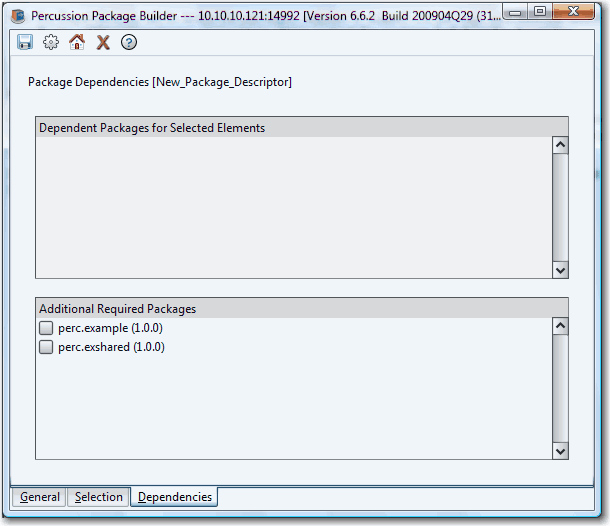 Percussion Package Builder --- 10.10.10.121:14992 [Version 6.6.2 Build 200904Q29 (31...
Package Dependencies [New_Package_Descriptor]
Dependent Packages for Selected Elements
Additional Required Packages
perc.example (1.0.0)
perc.exshared (1.0.0)
General Selection Dependencies